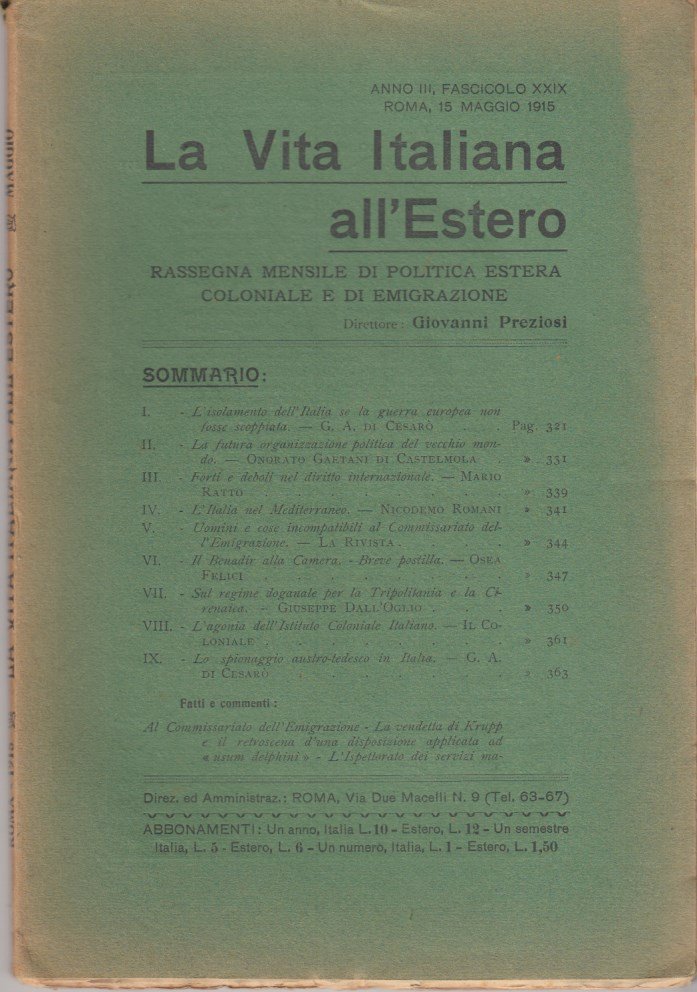 ANNO III, FASCICOLO XXIX
ROMA, 15 MAGGIO 1915
La Vita Italiana
all'Estero
RASSEGNA MENSILE DI POLITICA ESTERA
COLONIALE E DI EMIGRAZIONE
Direttore: Giovanni Preziosi
SOMMARIO:
I. - L'isolamento dell'Italia se la guerra europea non
fosse scoppiata. — G. A. DI CESARÒ . . Pag. 321
II. - La futura organizzazione politica del vecchio mon-
do. — ONORATO GAETANI DI CASTELMOLA . . » 331
III. - Forti e deboli nel diritto internazionale. — MARIO
RATTO . . . . . . . . » 339
IV. - L'Italia nel Mediterraneo. — NICODEMO ROMANI » 341
V. - Uomini e cose incompatibili al Commissariato del-
l'Emigrazione. — LA RIVISTA . . . . » 344
VI. - Il Benadir alla Camera. - Breve postilla. — OSEA
FELICI . . . . . . . . » 347
VII. - Sul regime doganale per la Tripolitania e la Ci-
renaica. — GIUSEPPE DALL'OGLIO . . . » 350
VIII. - L'agonia dell'Istituto Coloniale Italiano. — IL CO-
LONIALE . . . . . . . . » 361
IX. - Lo spionaggio austro-tedesco in Italia. — G. A.
DI CESARÒ . . . . . . . » 363
Fatti e commenti:
Al Commissariato dell'Emigrazione - La vendetta di Krupp
e il retroscena d'una disposizione applicata ad
« usum delphini » - L'Ispettorato dei servizi ma-
Direz. ed Amministraz.: ROMA, Via Due Macelli N. 9 (Tel. 63-67)
ABBONAMENTI: Un anno, Italia L. 10 - Estero, L. 12 - Un semestre
Italia, L. 5 - Estero, L. 6 - Un numero, Italia, L. 1 - Estero, L. 1,50
ROMA 1915
LA VITA ITALIANA ALL'ESTERO
MAGGIO